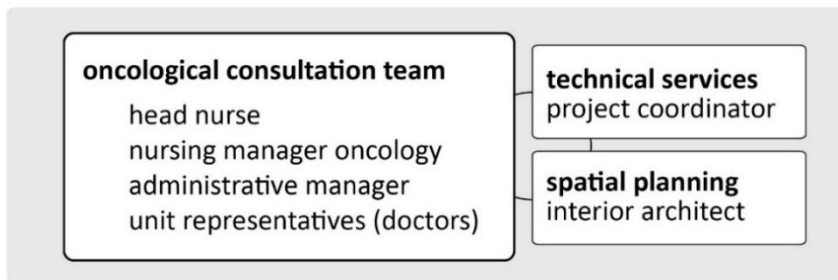 oncological consultation team
head nurse
nursing manager oncology
administrative manager
unit representatives (doctors)
technical services
project coordinator
spatial planning
interior architect